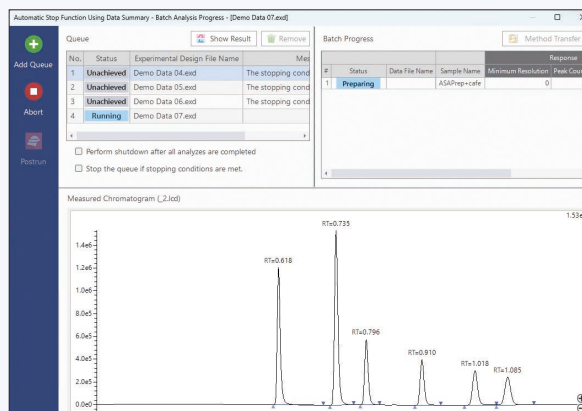 Automatic Stop Function Using Data Summary - Batch Analysis Progress - [Demo Data 07.exd]
Add Queue
Abort
Postrun
Queue
Show Result
Remove
No. Status Experimental Design File Name Mes
1 Unachieved Demo Data 04.exd The stopping cond
2 Unachieved Demo Data 05.exd The stopping cond
3 Unachieved Demo Data 06.exd The stopping cond
4 Running Demo Data 07.exd
Perform shutdown after all analyzes are completed
Stop the queue if stopping conditions are met.
Batch Progress
Method Transfer
Response
# Status Data File Name Sample Name Minimum Resolution Peak Cour
1 Preparing ASAPrep+cafe 0
Measured Chromatogram (_2.lcd)
1.53e
RT=0.735
1.4e6
RT=0.618
1.2e6
1.0e6
8.0e5
RT=0.796
6.0e5
RT=0.910
4.0e5
RT=1.018
RT=1.085
2.0e5
0.0e0